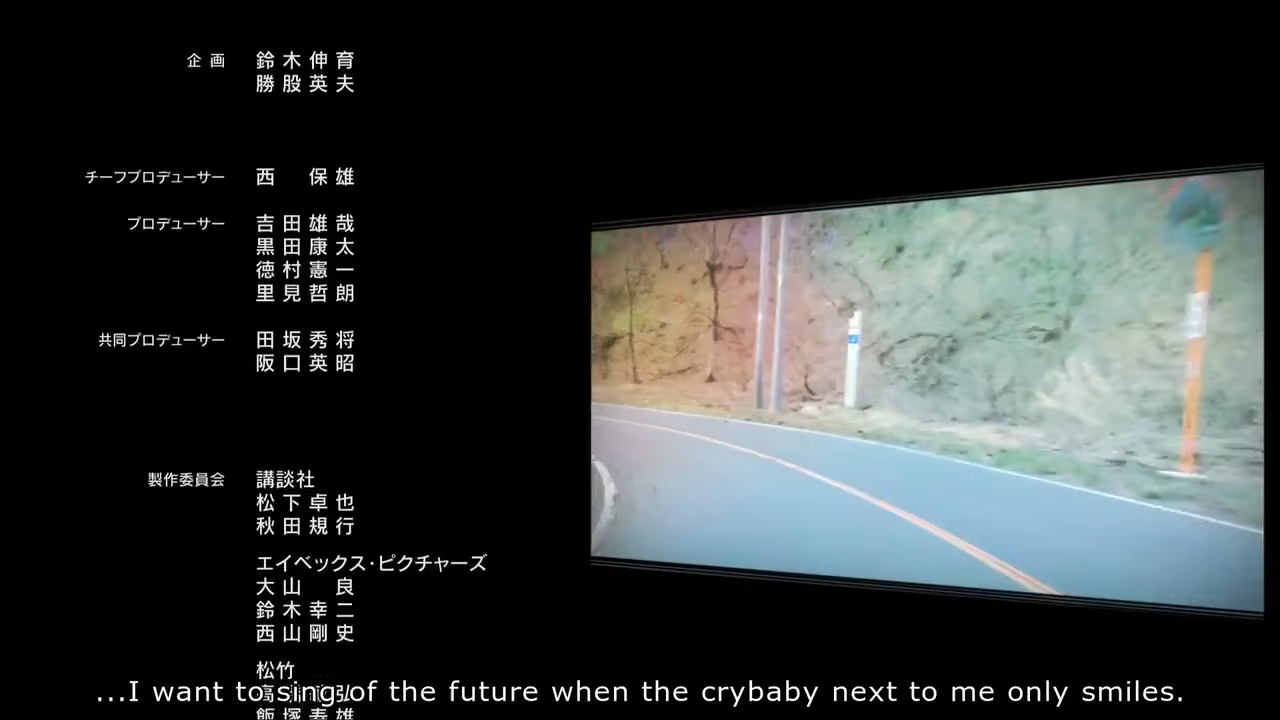 企画 鈴木伸育
勝股英夫
チーフプロデューサー 西 保雄
プロデューサー 吉田雄哉
黒田康太
徳村憲一
里見哲朗
共同プロデューサー 田坂秀将
阪口英昭
製作委員会 講談社
松下卓也
秋田規行
エイベックス・ピクチャーズ
大山 良
鈴木幸二
西山剛史
松竹
...I want to sing of the future when the crybaby next to me only smiles.